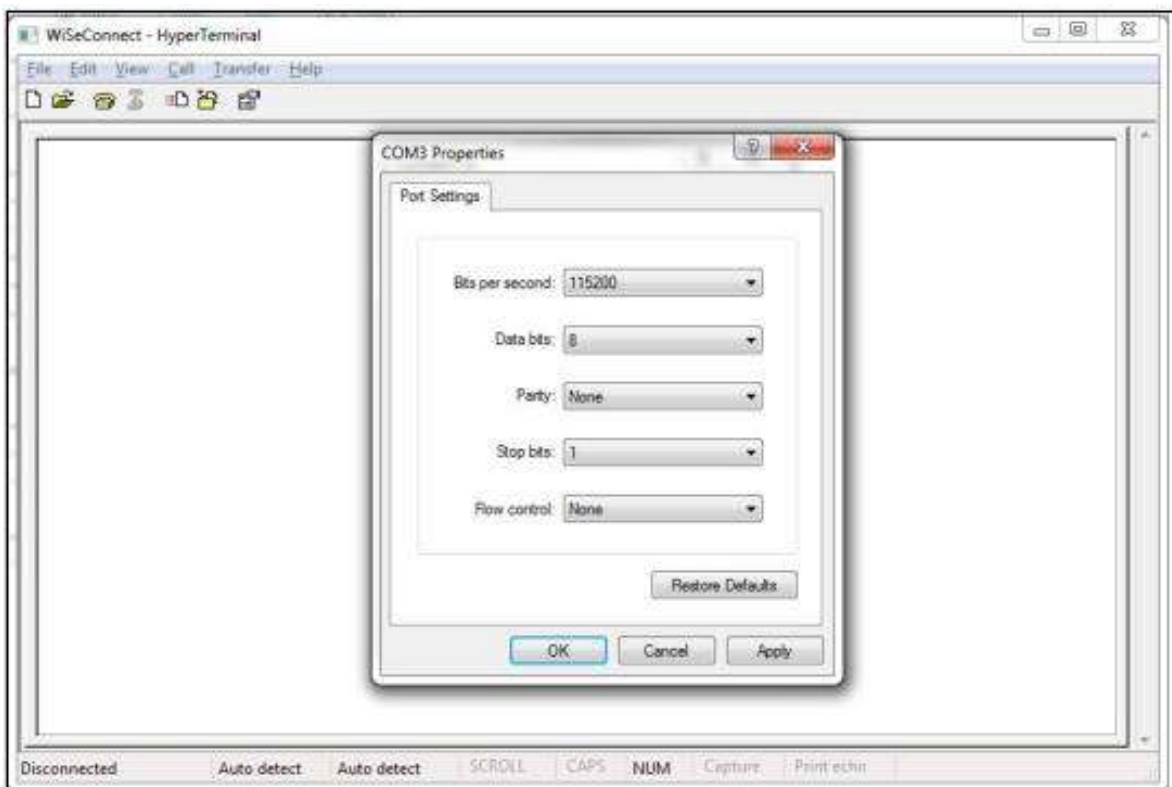 WiSeConnect - HyperTerminal
File Edit View Call Transfer Help
COM3 Properties
Port Settings
Bits per second: 115200
Data bits: 8
Parity: None
Stop bits: 1
Flow control: None
Restore Defaults
OK Cancel Apply
Disconnected Auto detect Auto detect SCROLL CAPS NUM Capture Print echo